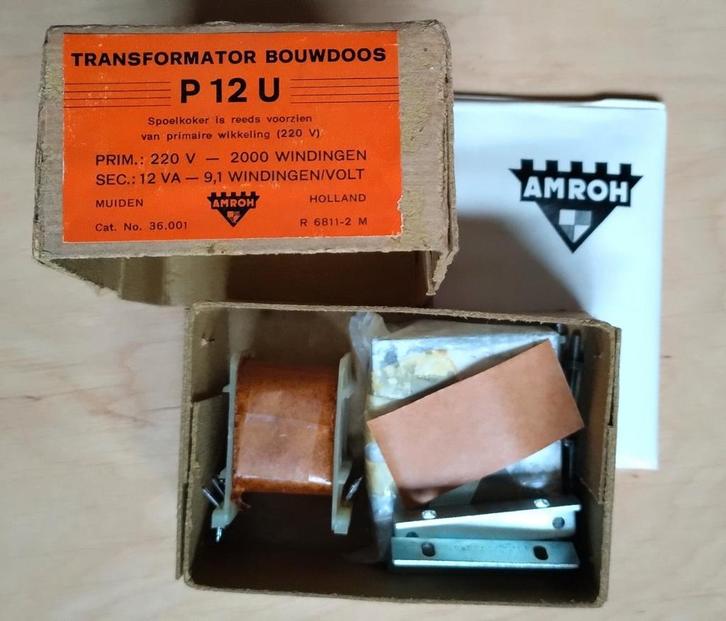 TRANSFORMATOR BOUWDOOS
P 12 U
Spoelkoker is reeds voorzien
van primaire wikkeling (220 V)
PRIM.: 220 V — 2000 WINDINGEN
SEC.: 12 VA — 9,1 WINDINGEN/VOLT
MUIDEN AMROH HOLLAND
Cat. No. 36.001 R 6811-2 M
AMROH